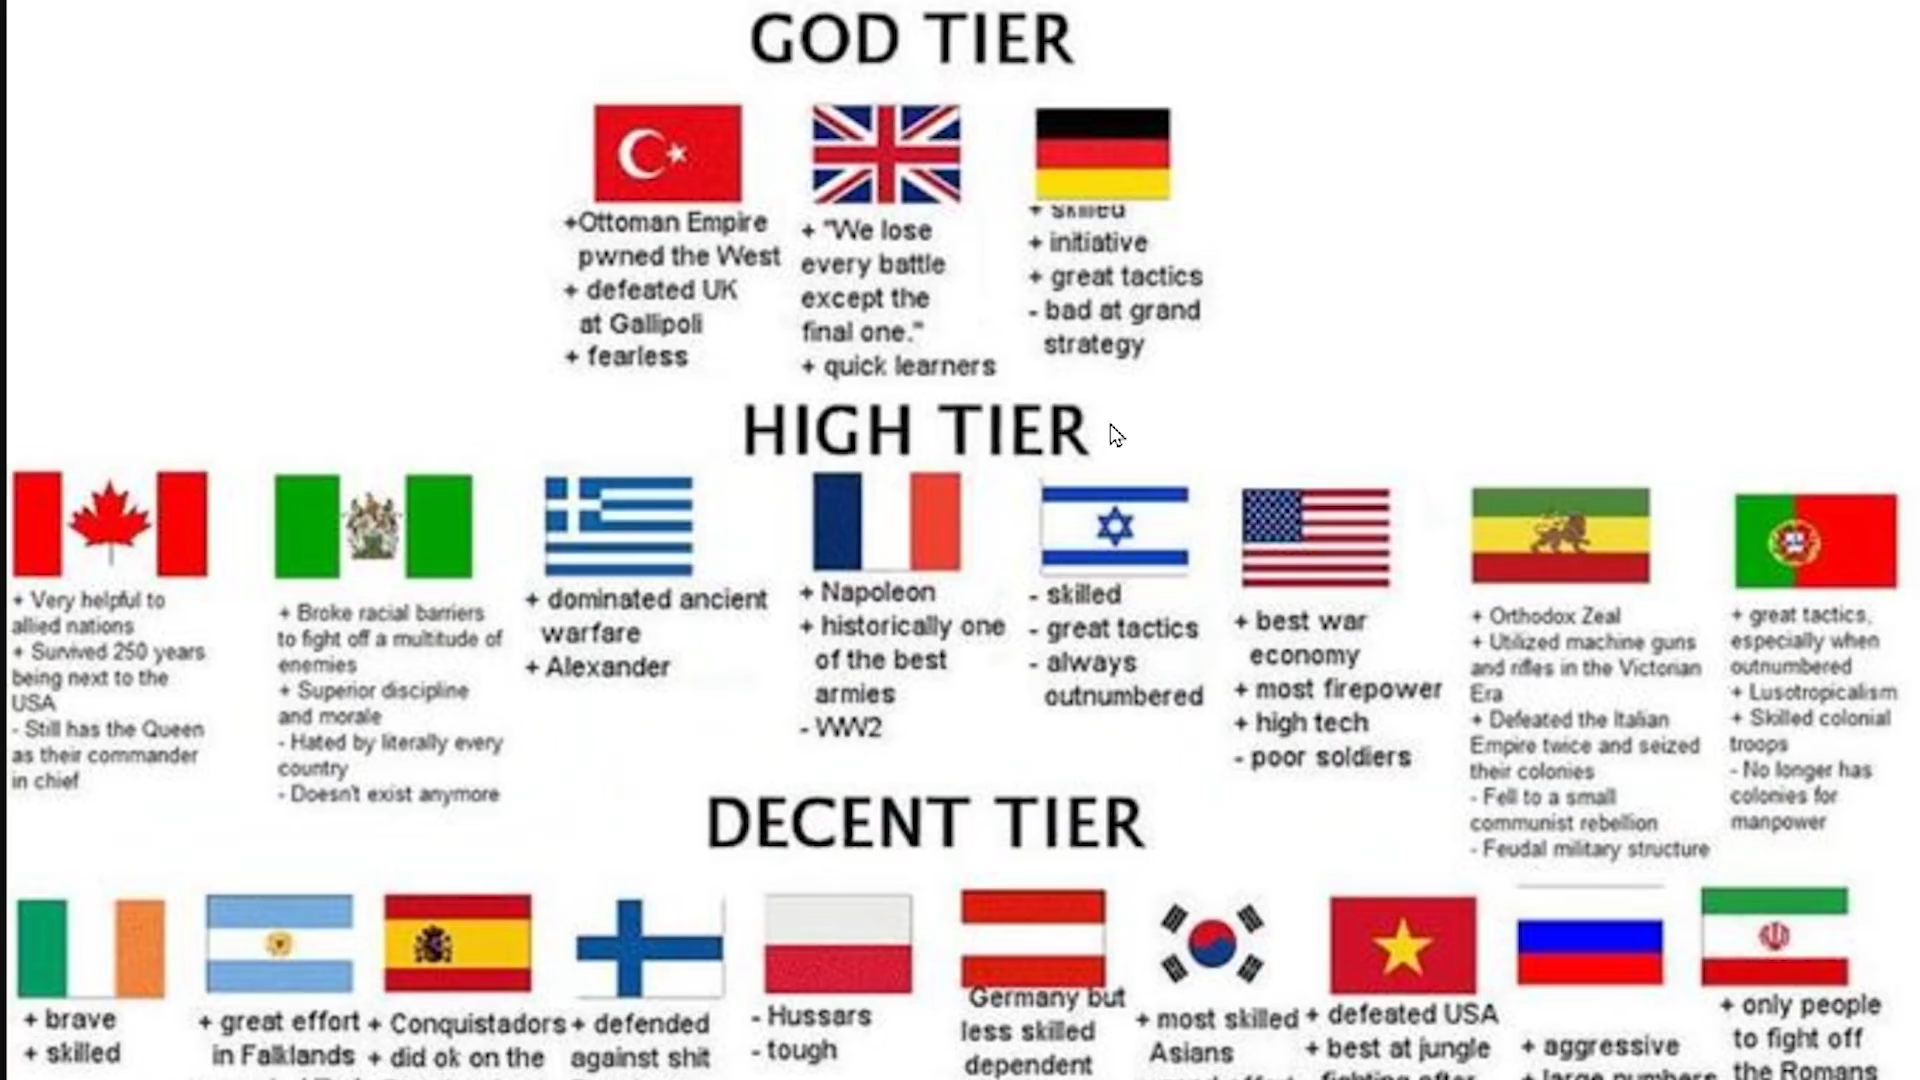 GOD TIER
+Ottoman Empire
pwned the West
+ defeated UK
at Gallipoli
+ fearless
+ "We lose
every battle
except the
final one."
+ quick learners
+ skilled
+ initiative
+ great tactics
- bad at grand
strategy
HIGH TIER
+ Very helpful to
allied nations
+ Survived 250 years
being next to the
USA
- Still has the Queen
as their commander
in chief
+ Broke racial barriers
to fight off a multitude of
enemies
+ Superior discipline
and morale
- Hated by literally every
country
- Doesn't exist anymore
+ dominated ancient
warfare
+ Alexander
+ Napoleon
+ historically one
of the best
armies
- WW2
- skilled
- great tactics
- always
outnumbered
+ best war
economy
+ most firepower
+ high tech
- poor soldiers
+ Orthodox Zeal
+ Utilized machine guns
and rifles in the Victorian
Era
+ Defeated the Italian
Empire twice and seized
their colonies
- Fell to a small
communist rebellion
- Feudal military structure
+ great tactics,
especially when
outnumbered
+ Lusotropicalism
+ Skilled colonial
troops
- No longer has
colonies for
manpower
DECENT TIER
+ brave
+ skilled
+ great effort
in Falklands
+ Conquistadors
+ did ok on the
+ defended
against shit
- Hussars
- tough
Germany but
less skilled
dependent
+ most skilled
Asians
+ defeated USA
+ best at jungle
fighting after
+ aggressive
+ large numbers
+ only people
to fight off
the Romans